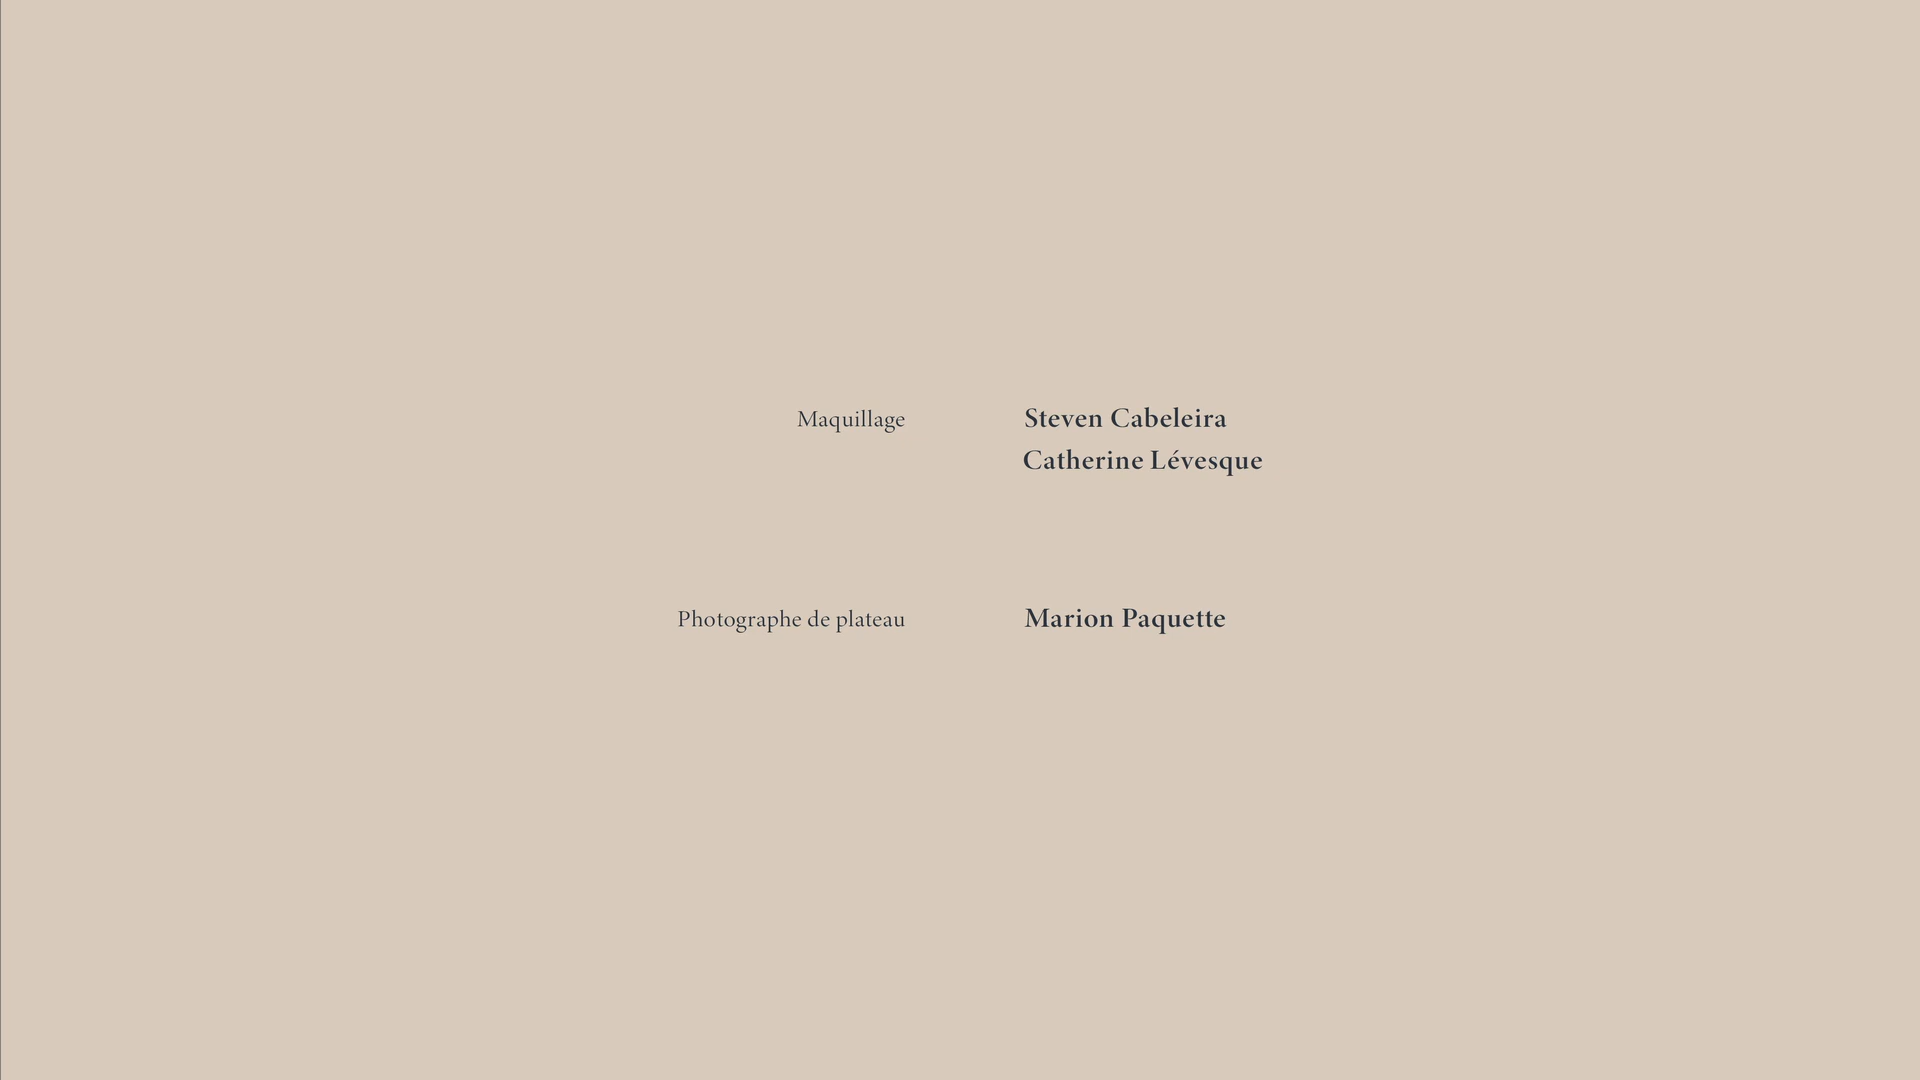 Maquillage Steven Cabeleira
Catherine Lévesque
Photographe de plateau Marion Paquette